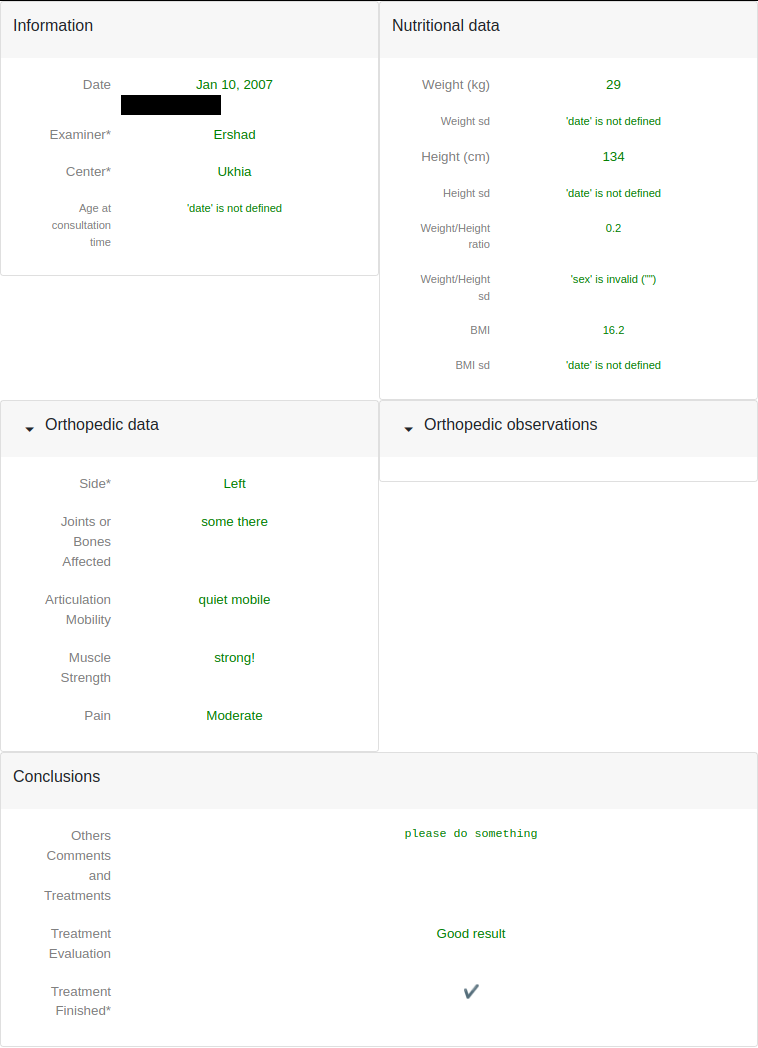 Information
Date
Jan 10, 2007
Examiner*
Ershad
Center*
Ukhia
Age at
consultation
time
'date' is not defined
Nutritional data
Weight (kg)
29
Weight sd
'date' is not defined
Height (cm)
134
Height sd
'date' is not defined
Weight/Height
ratio
0.2
Weight/Height
sd
'sex' is invalid ("")
BMI
16.2
BMI sd
'date' is not defined
Orthopedic data
Side*
Left
Joints or
Bones
Affected
some there
Articulation
Mobility
quiet mobile
Muscle
Strength
strong!
Pain
Moderate
Orthopedic observations
Conclusions
Others
Comments
and
Treatments
please do something
Treatment
Evaluation
Good result
Treatment
Finished*
✔